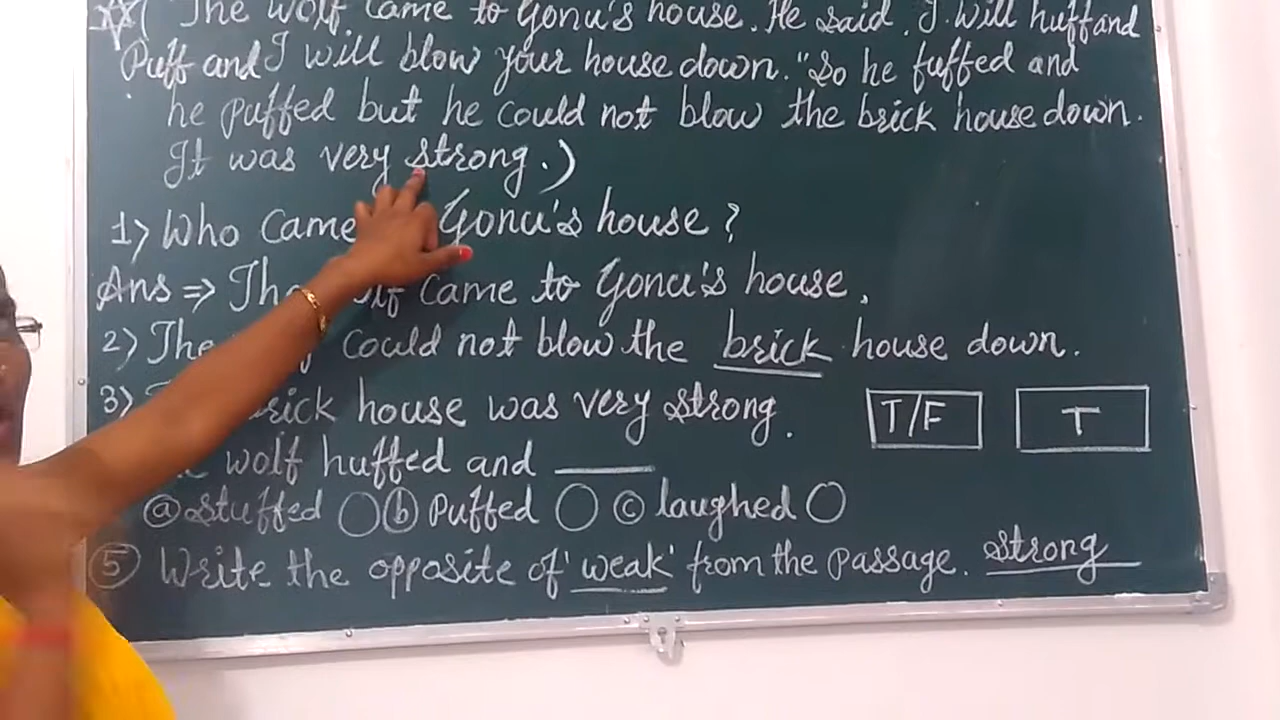 The wolf came to Gonu's house. He said. I will huff and
Puff and I will blow your house down." So he fuffed and
he puffed but he could not blow the brick house down.
It was very strong.)
1) Who came Gonu's house?
Ans => The came to Gonu's house.
2) The could not blow the brick house down.
3) brick house was very strong. T/F T
wolf huffed and ____
(a) stuffed (b) Puffed (c) laughed
(5) Write the opposite of 'weak' from the passage. strong